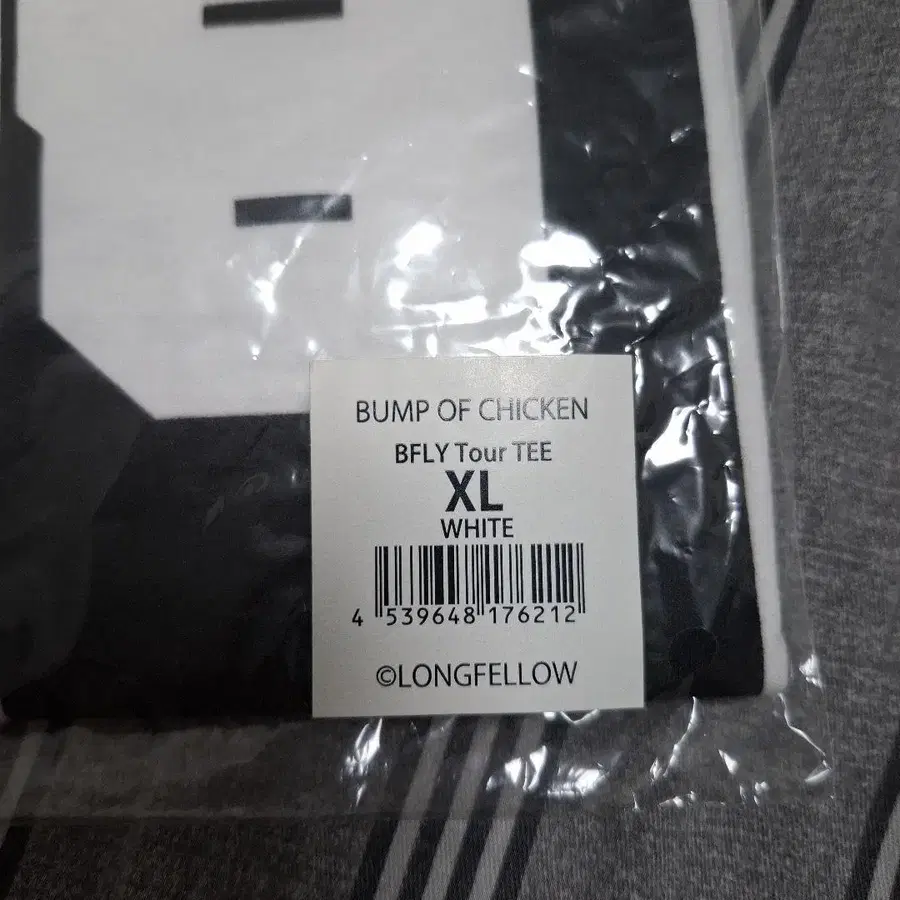 BUMP OF CHICKEN
BFLY Tour TEE
XL
WHITE
4 539648 176212
©LONGFELLOW